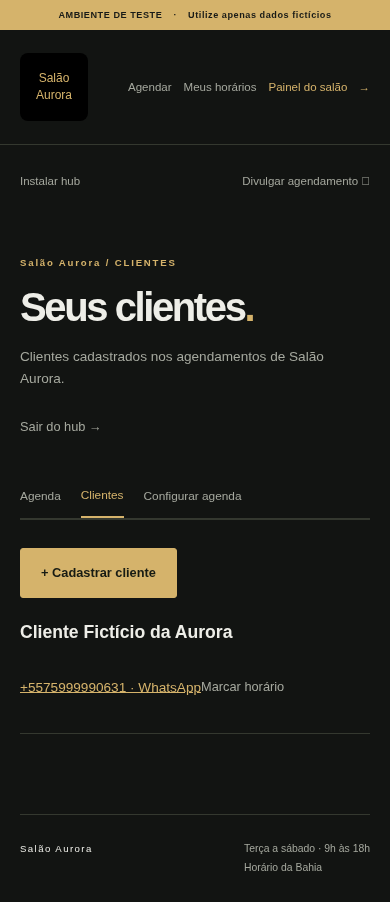 AMBIENTE DE TESTE · Utilize apenas dados fictícios
Salão
Aurora
Agendar Meus horários Painel do salão →
Instalar hub Divulgar agendamento
Salão Aurora / CLIENTES
Seus clientes.
Clientes cadastrados nos agendamentos de Salão
Aurora.
Sair do hub →
Agenda Clientes Configurar agenda
+ Cadastrar cliente
Cliente Fictício da Aurora
+5575999990631 · WhatsAppMarcar horário
Salão Aurora Terça a sábado · 9h às 18h
Horário da Bahia